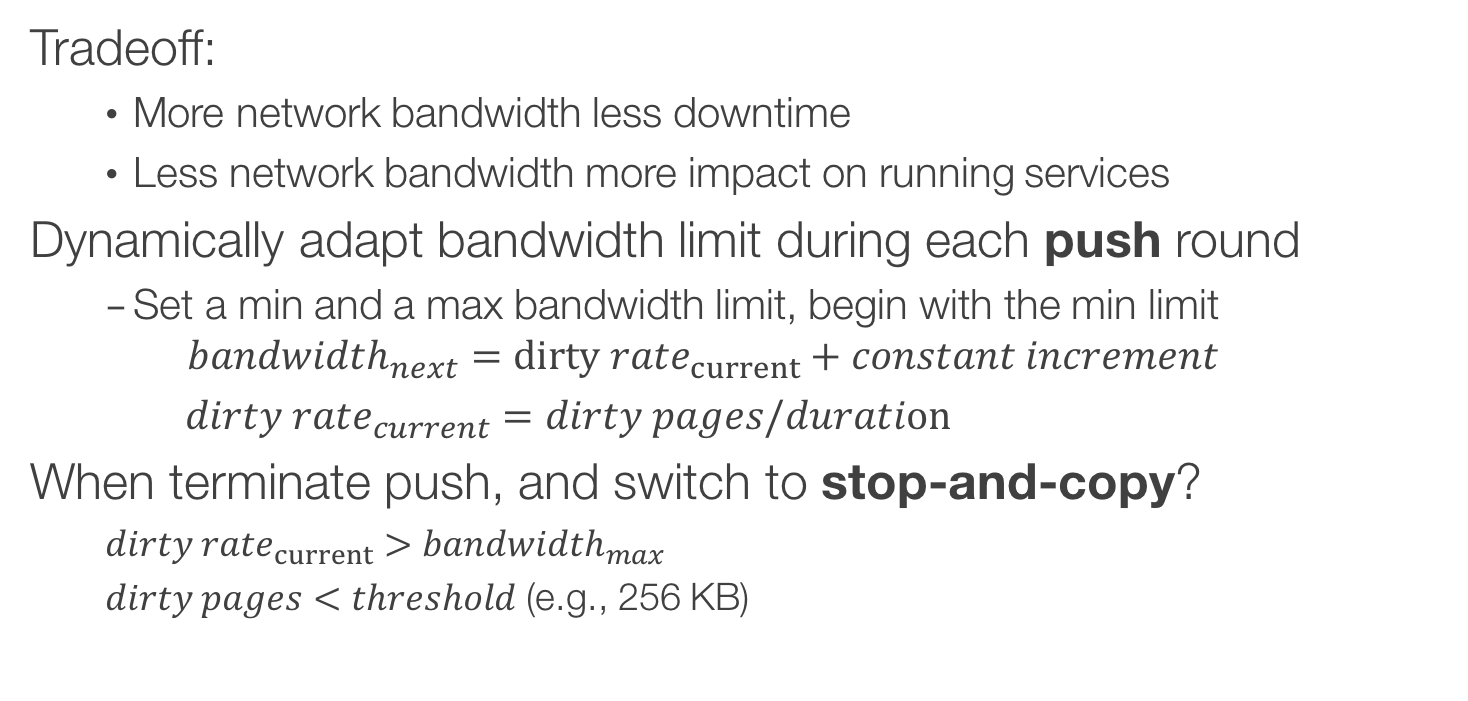 Tradeoff:
• More network bandwidth less downtime
• Less network bandwidth more impact on running services
Dynamically adapt bandwidth limit during each push round
– Set a min and a max bandwidth limit, begin with the min limit
bandwidth_next = dirty rate_current + constant increment
dirty rate_current = dirty pages/duration
When terminate push, and switch to stop-and-copy?
dirty rate_current > bandwidth_max
dirty pages < threshold (e.g., 256 KB)